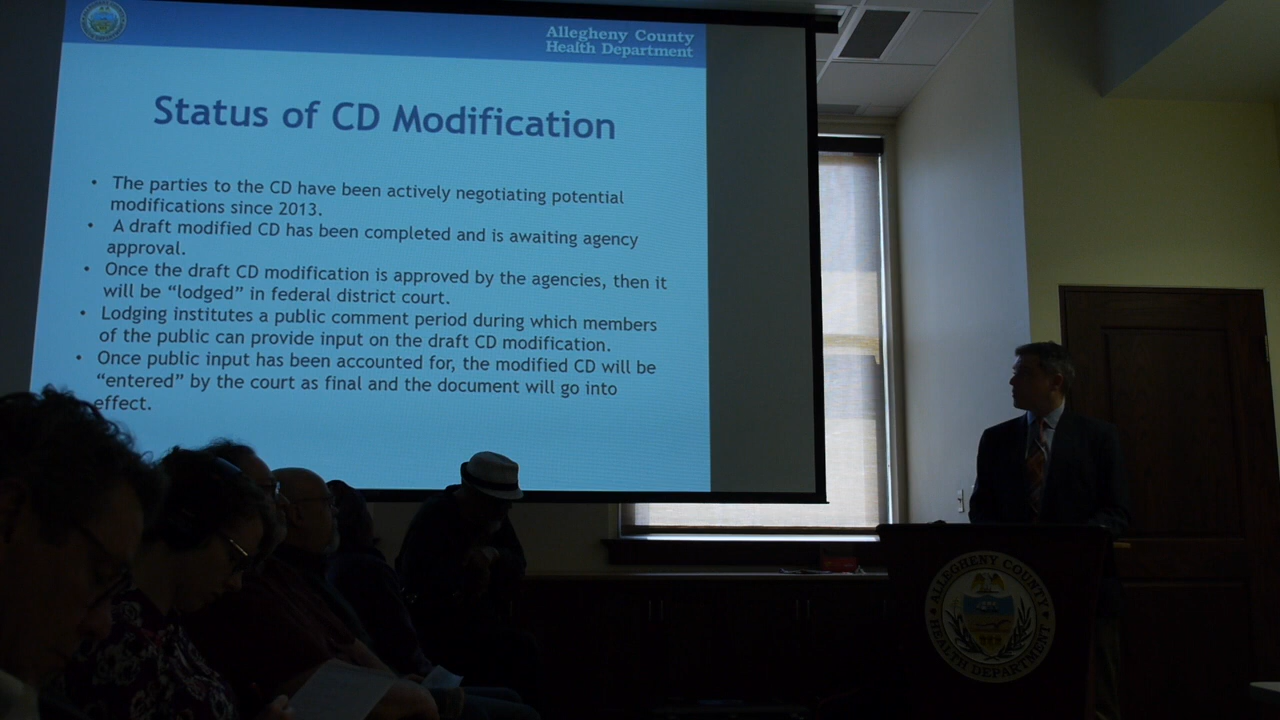 Allegheny County
Health Department
Status of CD Modification
• The parties to the CD have been actively negotiating potential
modifications since 2013.
• A draft modified CD has been completed and is awaiting agency
approval.
• Once the draft CD modification is approved by the agencies, then it
will be “lodged” in federal district court.
• Lodging institutes a public comment period during which members
of the public can provide input on the draft CD modification.
• Once public input has been accounted for, the modified CD will be
“entered” by the court as final and the document will go into
effect.
ALLEGHENY COUNTY
HEALTH DEPARTMENT